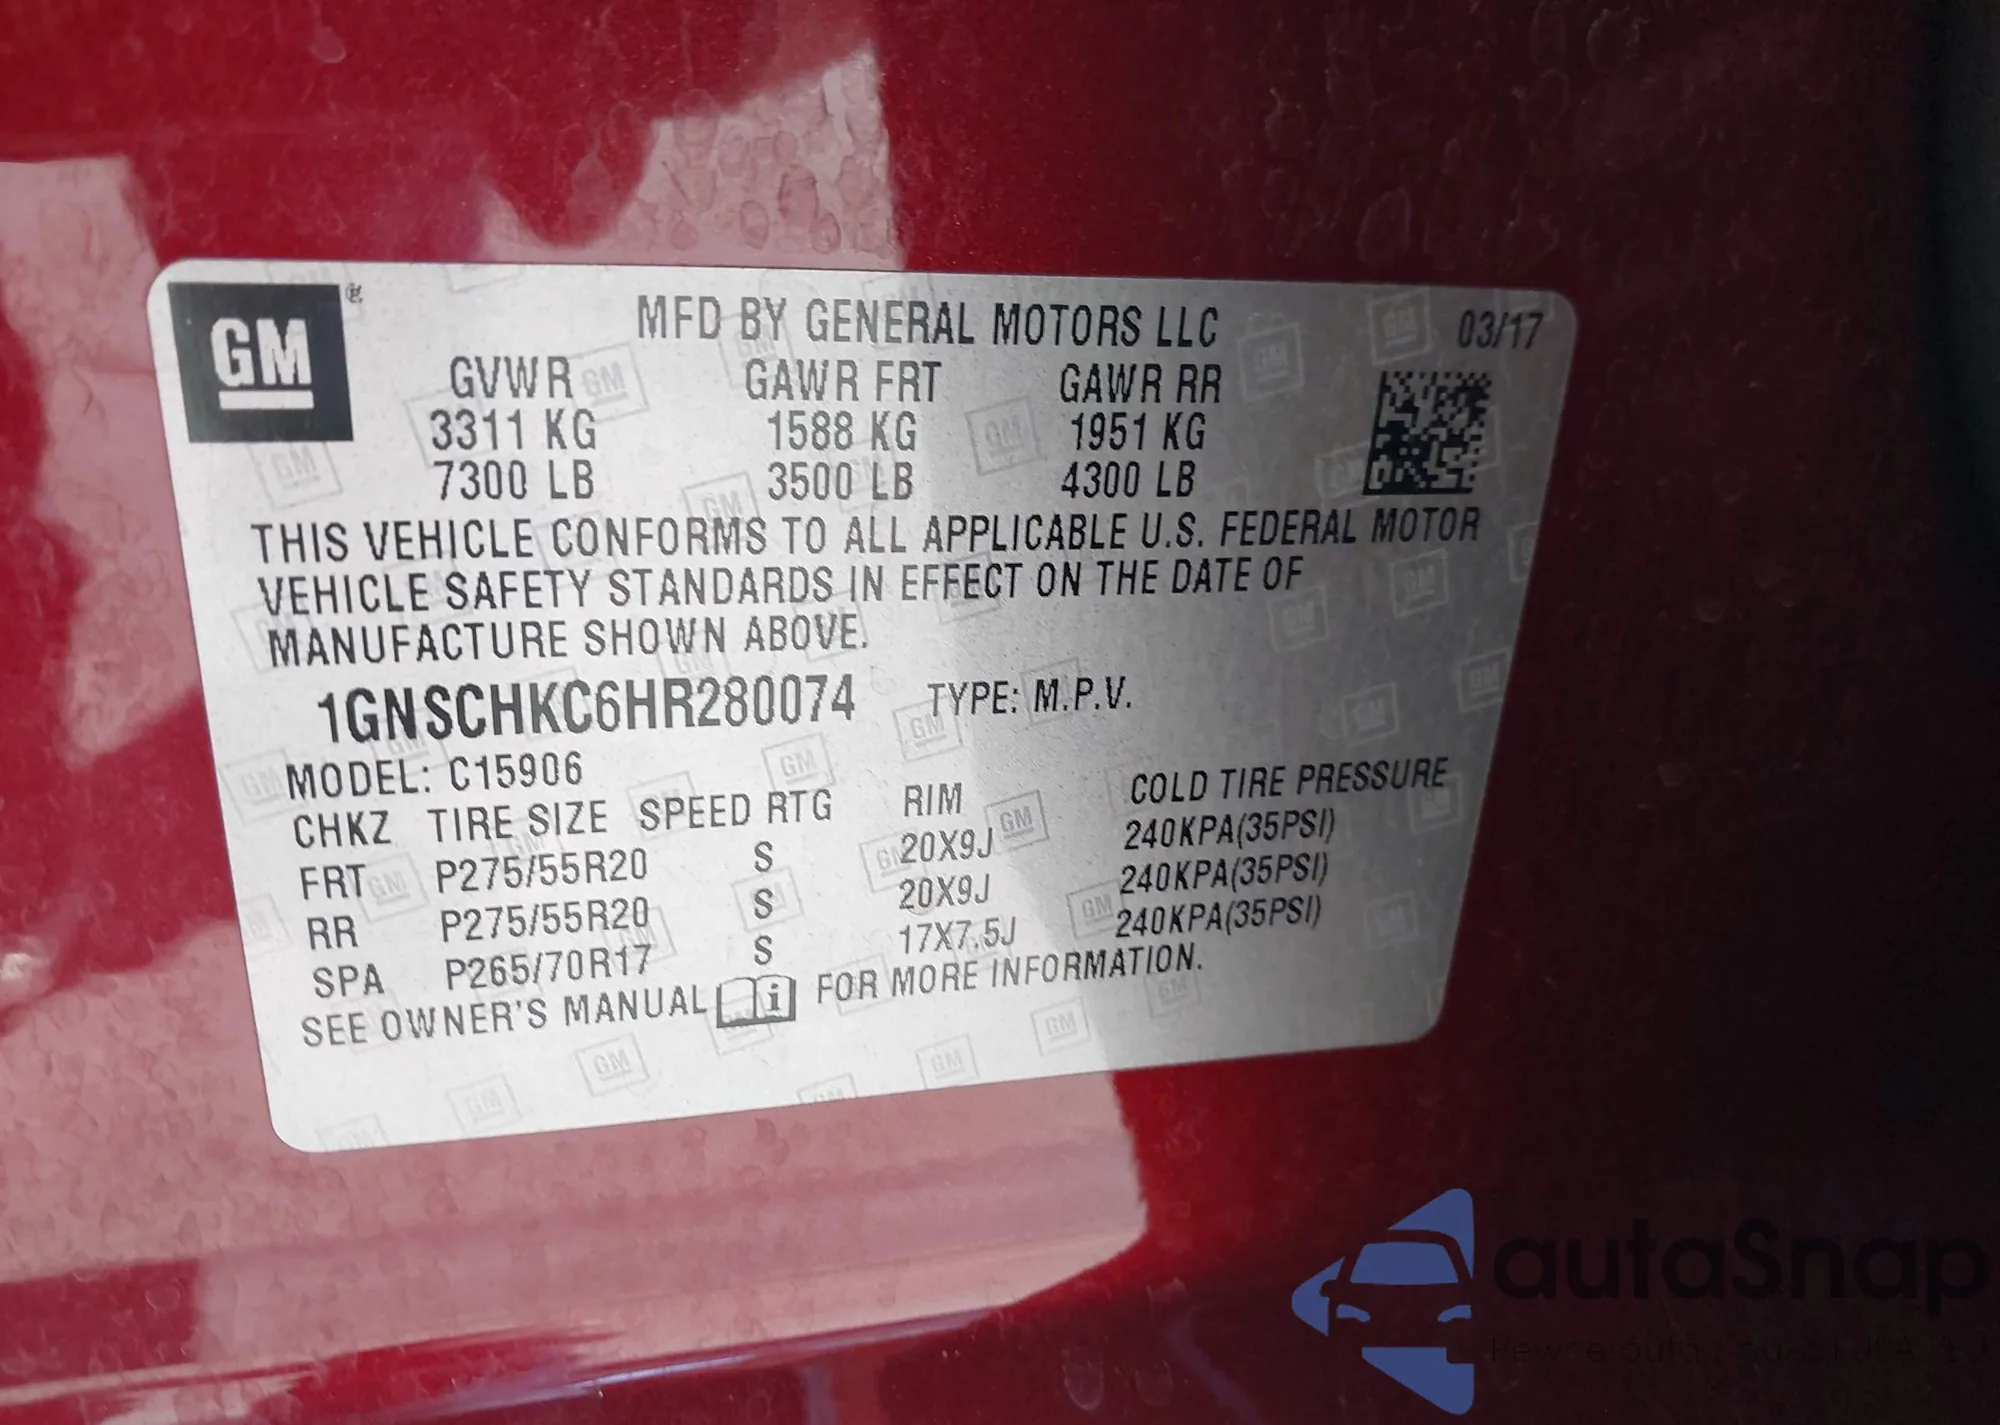 GM
MFD BY GENERAL MOTORS LLC 03/17
GVWR GAWR FRT GAWR RR
3311 KG 1588 KG 1951 KG
7300 LB 3500 LB 4300 LB
THIS VEHICLE CONFORMS TO ALL APPLICABLE U.S. FEDERAL MOTOR
VEHICLE SAFETY STANDARDS IN EFFECT ON THE DATE OF
MANUFACTURE SHOWN ABOVE.
1GNSCHKC6HR280074 TYPE: M.P.V.
MODEL: C15906
CHKZ TIRE SIZE SPEED RTG RIM COLD TIRE PRESSURE
FRT P275/55R20 S 20X9J 240KPA(35PSI)
RR P275/55R20 S 20X9J 240KPA(35PSI)
SPA P265/70R17 S 17X7.5J 240KPA(35PSI)
SEE OWNER'S MANUAL i FOR MORE INFORMATION.
autoSnap